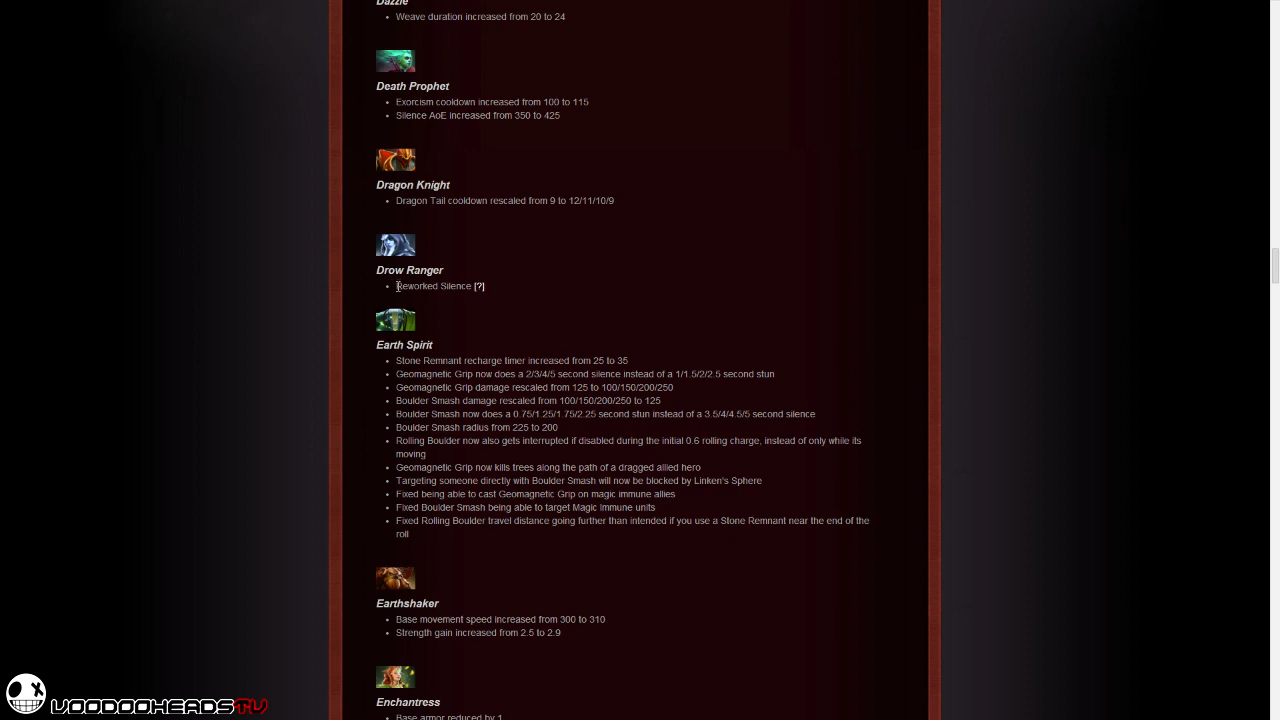 Dazzle
Weave duration increased from 20 to 24
Death Prophet
Exorcism cooldown increased from 100 to 115
Silence AoE increased from 350 to 425
Dragon Knight
Dragon Tail cooldown rescaled from 9 to 12/11/10/9
Drow Ranger
Reworked Silence [?]
Earth Spirit
Stone Remnant recharge timer increased from 25 to 35
Geomagnetic Grip now does a 2/3/4/5 second silence instead of a 1/1.5/2/2.5 second stun
Geomagnetic Grip damage rescaled from 125 to 100/150/200/250
Boulder Smash damage rescaled from 100/150/200/250 to 125
Boulder Smash now does a 0.75/1.25/1.75/2.25 second stun instead of a 3.5/4/4.5/5 second silence
Boulder Smash radius from 225 to 200
Rolling Boulder now also gets interrupted if disabled during the initial 0.6 rolling charge, instead of only while its
moving
Geomagnetic Grip now kills trees along the path of a dragged allied hero
Targeting someone directly with Boulder Smash will now be blocked by Linken's Sphere
Fixed being able to cast Geomagnetic Grip on magic immune allies
Fixed Boulder Smash being able to target Magic Immune units
Fixed Rolling Boulder travel distance going further than intended if you use a Stone Remnant near the end of the
roll
Earthshaker
Base movement speed increased from 300 to 310
Strength gain increased from 2.5 to 2.9
Enchantress
Base armor reduced by 1
VOODOOHEADSTV